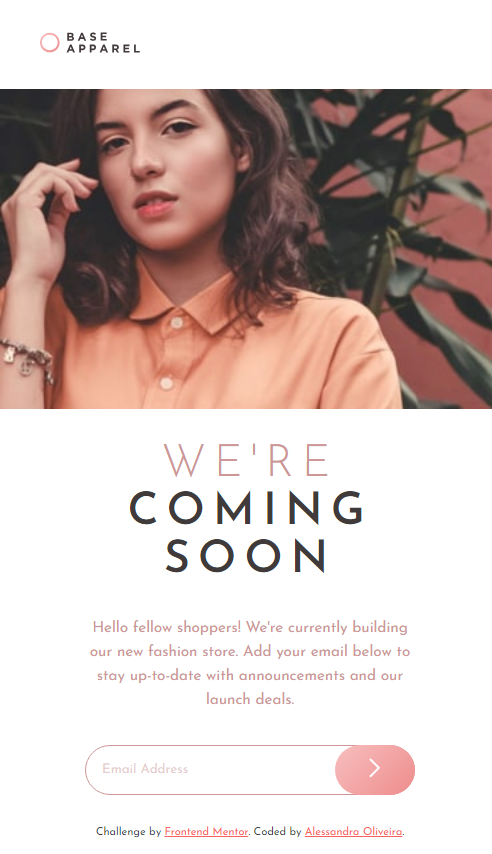 BASE
APPAREL
WE'RE
COMING
SOON
Hello fellow shoppers! We're currently building
our new fashion store. Add your email below to
stay up-to-date with announcements and our
launch deals.
Email Address
Challenge by Frontend Mentor. Coded by Alessandra Oliveira.